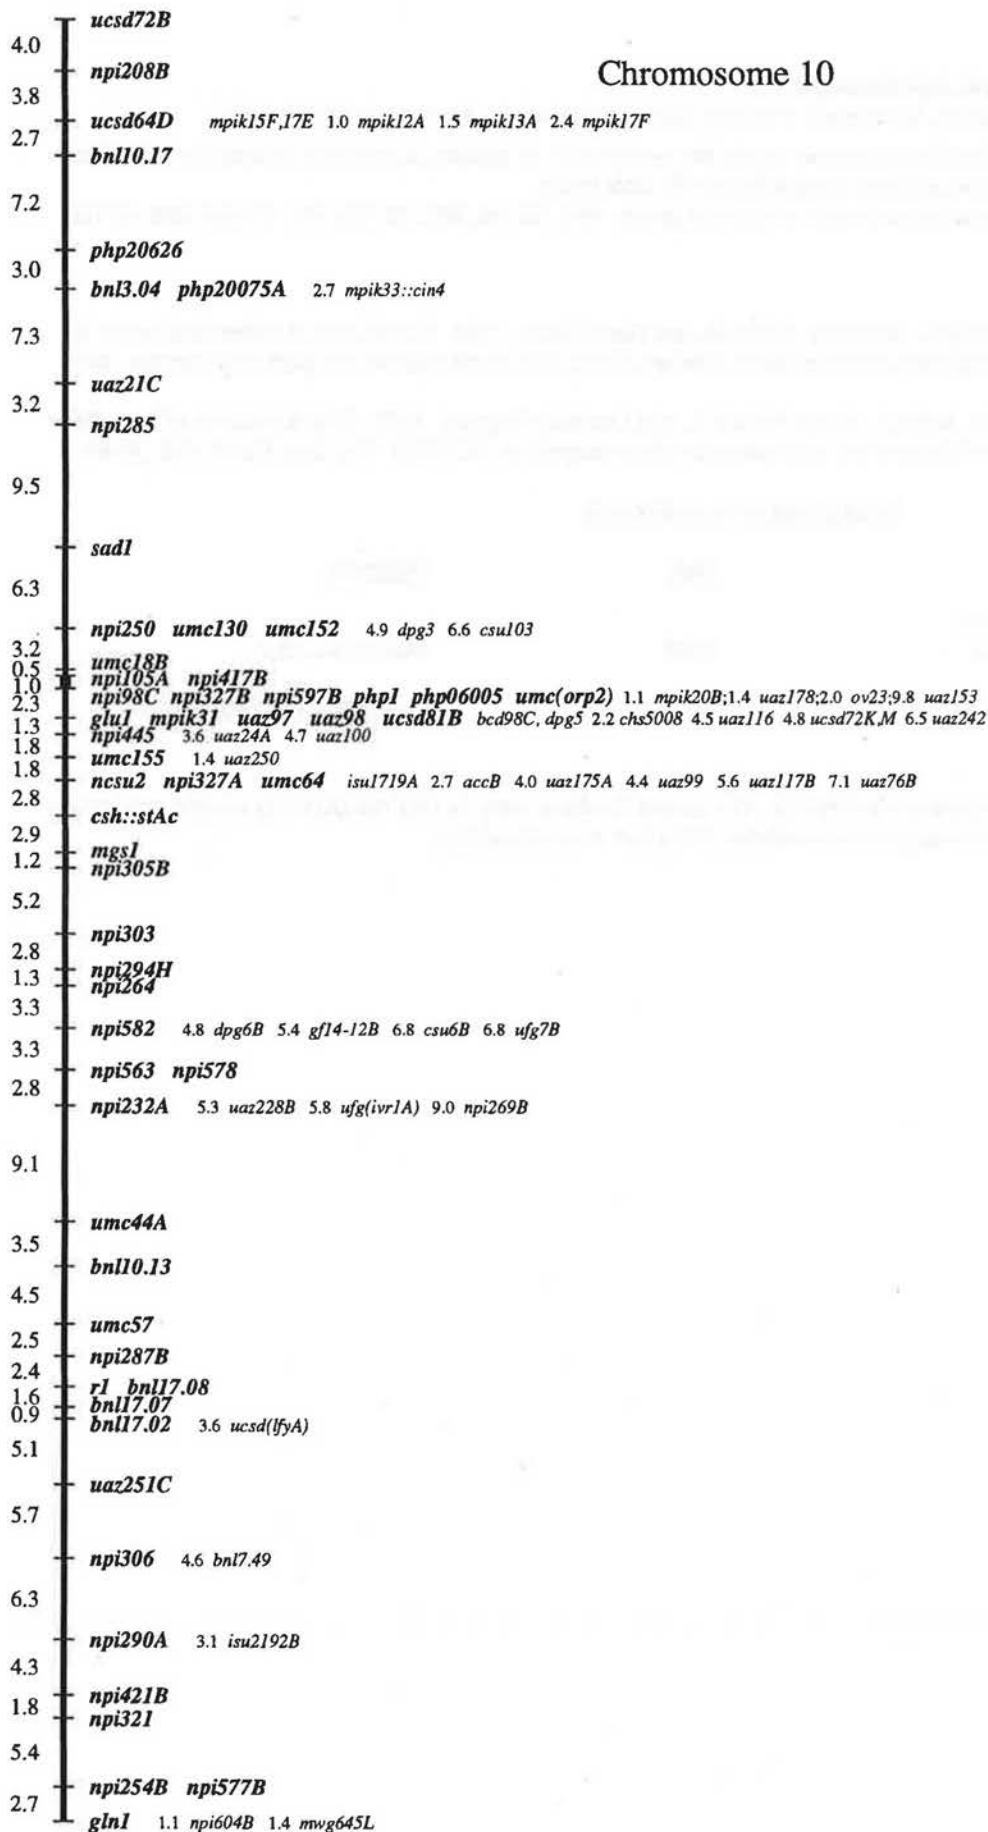 ucsd72B
4.0
npi208B
Chromosome 10
3.8
ucsd64D mpik15F,17E 1.0 mpik12A 1.5 mpik13A 2.4 mpik17F
2.7
bnl10.17
7.2
php20626
3.0
bnl3.04 php20075A 2.7 mpik33::cin4
7.3
uaz21C
3.2
npi285
9.5
sad1
6.3
npi250 umc130 umc152 4.9 dpg3 6.6 csu103
3.2
umc18B
0.5
npi105A npi417B
1.0
npi98C npi327B npi597B php1 php06005 umc(orp2) 1.1 mpik20B;1.4 uaz178;2.0 ov23;9.8 uaz153
2.3
glu1 mpik31 uaz97 uaz98 ucsd81B bcd98C, dpg5 2.2 chs5008 4.5 uaz116 4.8 ucsd72K,M 6.5 uaz242
1.3
npi445 3.6 uaz24A 4.7 uaz100
1.8
umc155 1.4 uaz250
1.8
ncsu2 npi327A umc64 isu1719A 2.7 accB 4.0 uaz175A 4.4 uaz99 5.6 uaz117B 7.1 uaz76B
2.8
csh::stAc
2.9
mgs1
1.2
npi305B
5.2
npi303
2.8
npi294H
1.3
npi264
3.3
npi582 4.8 dpg6B 5.4 gf14-12B 6.8 csu6B 6.8 ufg7B
3.3
npi563 npi578
2.8
npi232A 5.3 uaz228B 5.8 ufg(ivr1A) 9.0 npi269B
9.1
umc44A
3.5
bnl10.13
4.5
umc57
2.5
npi287B
2.4
r1 bnl17.08
1.6
bnl17.07
0.9
bnl17.02 3.6 ucsd(lfyA)
5.1
uaz251C
5.7
npi306 4.6 bnl7.49
6.3
npi290A 3.1 isu2192B
4.3
npi421B
1.8
npi321
5.4
npi254B npi577B
2.7
gln1 1.1 npi604B 1.4 mwg645L